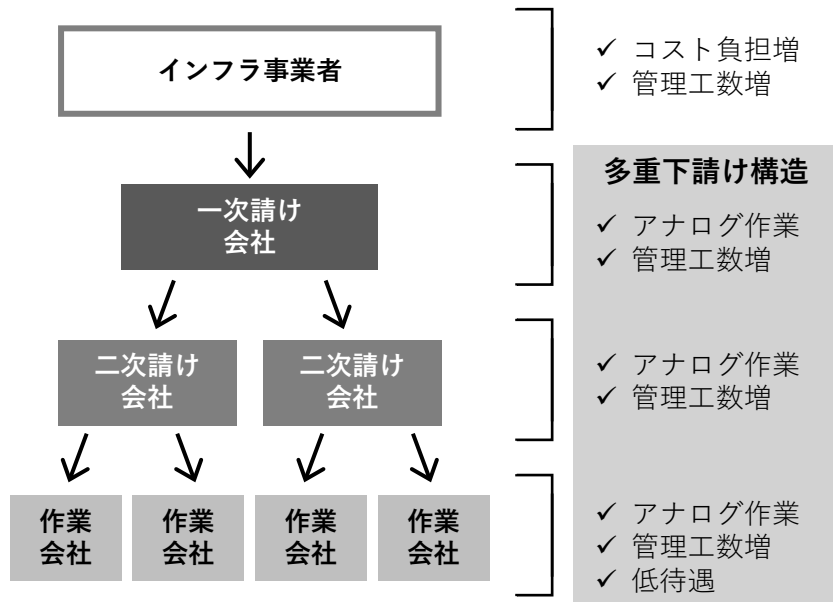 インフラ事業者
✓ コスト負担増
✓ 管理工数増
多重下請け構造
一次請け
会社
✓ アナログ作業
✓ 管理工数増
二次請け
会社
二次請け
会社
✓ アナログ作業
✓ 管理工数増
作業
会社
作業
会社
作業
会社
作業
会社
✓ アナログ作業
✓ 管理工数増
✓ 低待遇